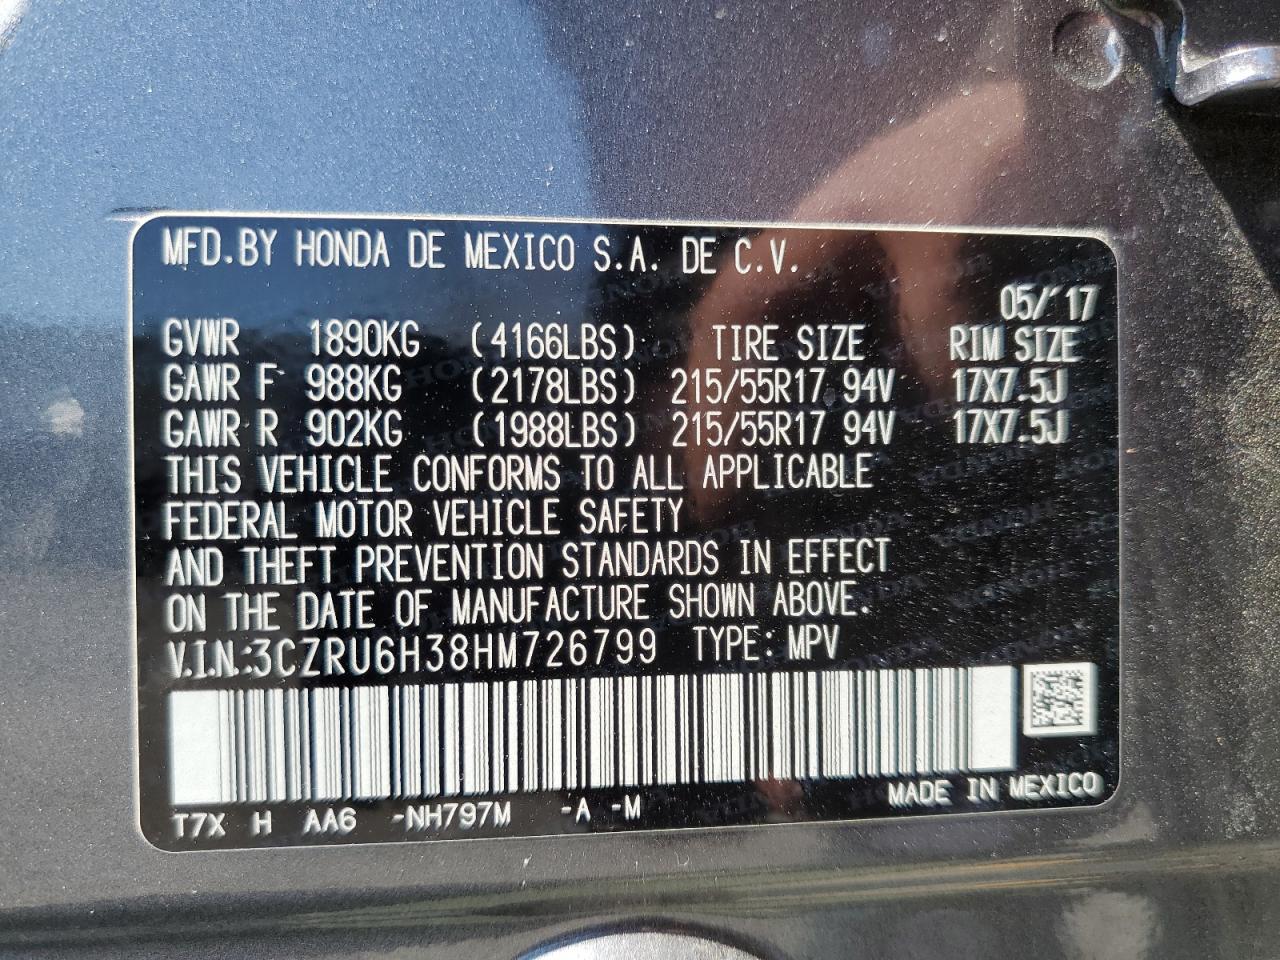 MFD.BY HONDA DE MEXICO S.A. DE C.V.
05/'17
GVWR 1890KG (4166LBS) TIRE SIZE RIM SIZE
GAWR F 988KG (2178LBS) 215/55R17 94V 17X7.5J
GAWR R 902KG (1988LBS) 215/55R17 94V 17X7.5J
THIS VEHICLE CONFORMS TO ALL APPLICABLE
FEDERAL MOTOR VEHICLE SAFETY
AND THEFT PREVENTION STANDARDS IN EFFECT
ON THE DATE OF MANUFACTURE SHOWN ABOVE.
V.I.N.:3CZRU6H38HM726799 TYPE: MPV
T7X H AA6 -NH797M -A -M MADE IN MEXICO